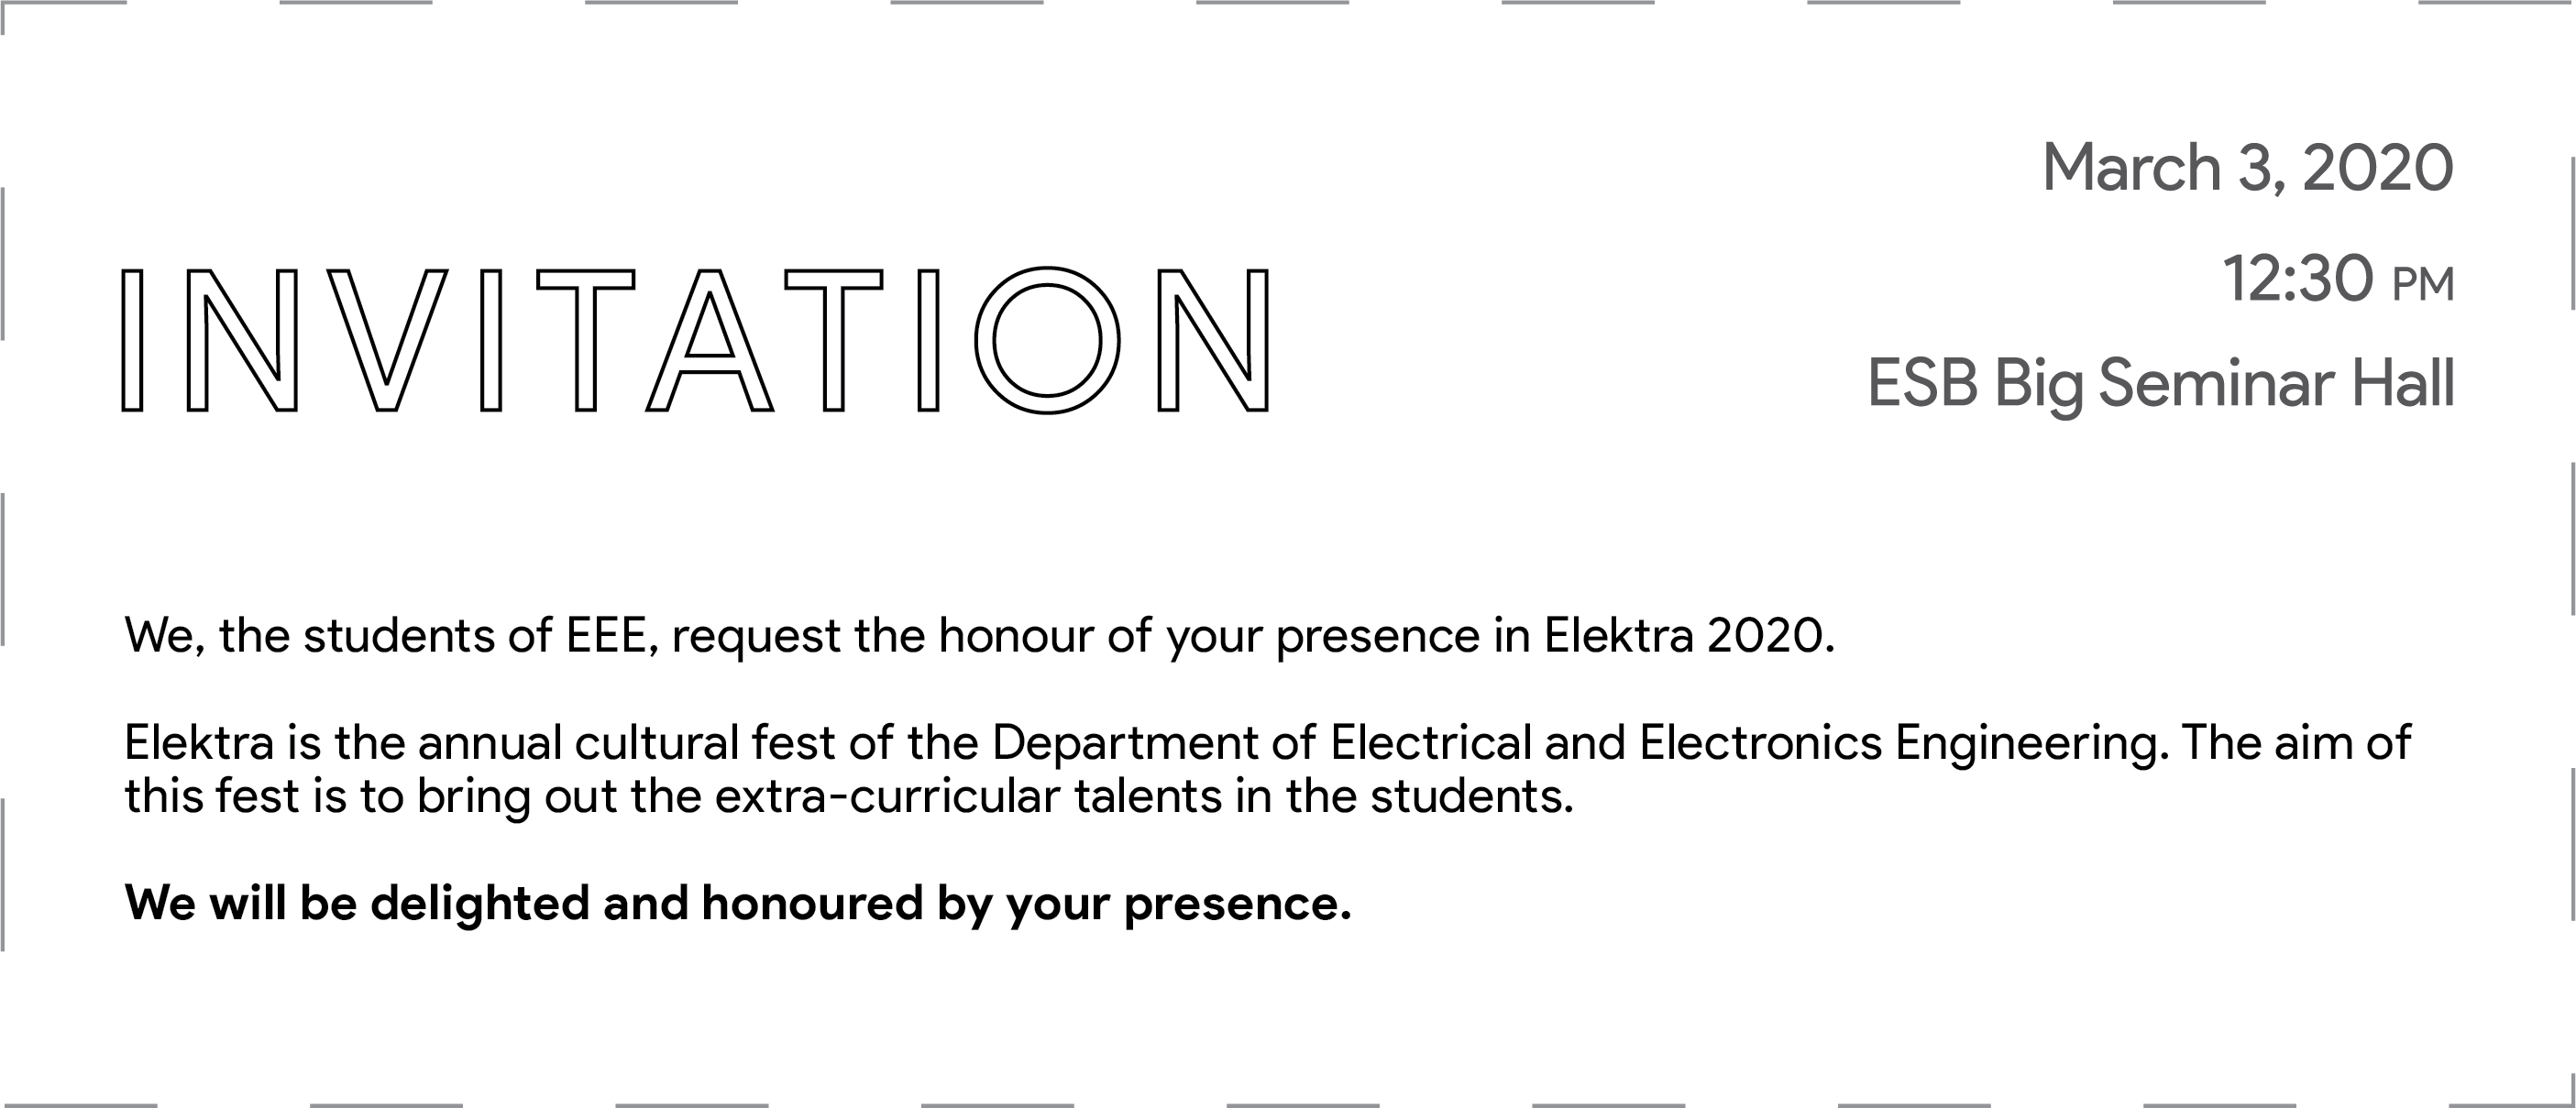 March 3, 2020
12:30 PM
ESB Big Seminar Hall
INVITATION
We, the students of EEE, request the honour of your presence in Elektra 2020.
Elektra is the annual cultural fest of the Department of Electrical and Electronics Engineering. The aim of
this fest is to bring out the extra-curricular talents in the students.
We will be delighted and honoured by your presence.